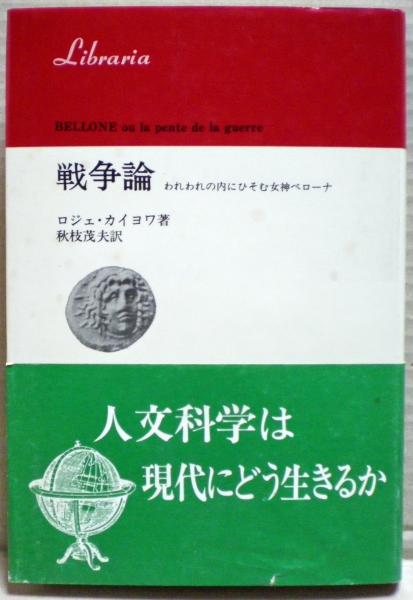 Libraria
BELLONE ou la pente de la guerre
戦争論 われわれの内にひそむ女神ベローナ
ロジェ・カイヨワ著
秋枝茂夫訳
人文科学は
現代にどう生きるか